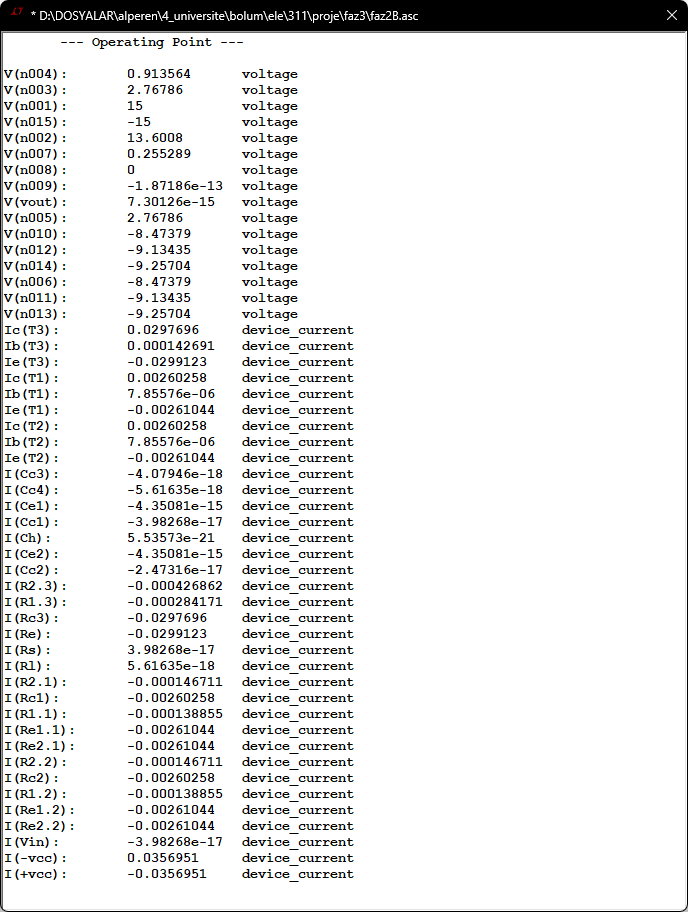 * D:\DOSYALAR\alperen\4_universite\bolum\ele\311\proje\faz3\faz2B.asc
--- Operating Point ---
V(n004): 0.913564 voltage
V(n003): 2.76786 voltage
V(n001): 15 voltage
V(n015): -15 voltage
V(n002): 13.6008 voltage
V(n007): 0.255289 voltage
V(n008): 0 voltage
V(n009): -1.87186e-13 voltage
V(vout): 7.30126e-15 voltage
V(n005): 2.76786 voltage
V(n010): -8.47379 voltage
V(n012): -9.13435 voltage
V(n014): -9.25704 voltage
V(n006): -8.47379 voltage
V(n011): -9.13435 voltage
V(n013): -9.25704 voltage
Ic(T3): 0.0297696 device_current
Ib(T3): 0.000142691 device_current
Ie(T3): -0.0299123 device_current
Ic(T1): 0.00260258 device_current
Ib(T1): 7.85576e-06 device_current
Ie(T1): -0.00261044 device_current
Ic(T2): 0.00260258 device_current
Ib(T2): 7.85576e-06 device_current
Ie(T2): -0.00261044 device_current
I(Cc3): -4.07946e-18 device_current
I(Cc4): -5.61635e-18 device_current
I(Ce1): -4.35081e-15 device_current
I(Cc1): -3.98268e-17 device_current
I(Ch): 5.53573e-21 device_current
I(Ce2): -4.35081e-15 device_current
I(Cc2): -2.47316e-17 device_current
I(R2.3): -0.000426862 device_current
I(R1.3): -0.000284171 device_current
I(Rc3): -0.0297696 device_current
I(Re): -0.0299123 device_current
I(Rs): 3.98268e-17 device_current
I(Rl): 5.61635e-18 device_current
I(R2.1): -0.000146711 device_current
I(Rc1): -0.00260258 device_current
I(R1.1): -0.000138855 device_current
I(Re1.1): -0.00261044 device_current
I(Re2.1): -0.00261044 device_current
I(R2.2): -0.000146711 device_current
I(Rc2): -0.00260258 device_current
I(R1.2): -0.000138855 device_current
I(Re1.2): -0.00261044 device_current
I(Re2.2): -0.00261044 device_current
I(Vin): -3.98268e-17 device_current
I(-vcc): 0.0356951 device_current
I(+vcc): -0.0356951 device_current